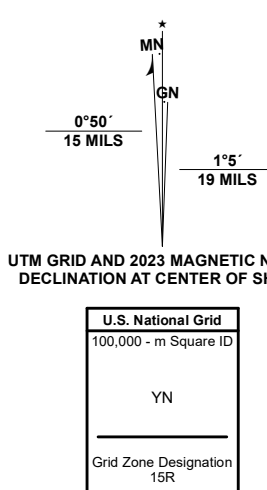 MN
GN
0°50´
15 MILS
1°5´
19 MILS
UTM GRID AND 2023 MAGNETIC
DECLINATION AT CENTER OF
U.S. National Grid
100,000 - m Square ID
YN
Grid Zone Designation
15R